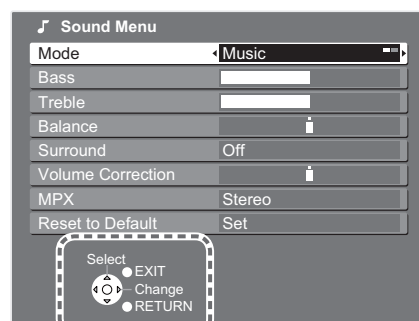 Sound Menu
Mode Music
Bass
Treble
Balance
Surround Off
Volume Correction
MPX Stereo
Reset to Default Set
Select
EXIT
Change
RETURN